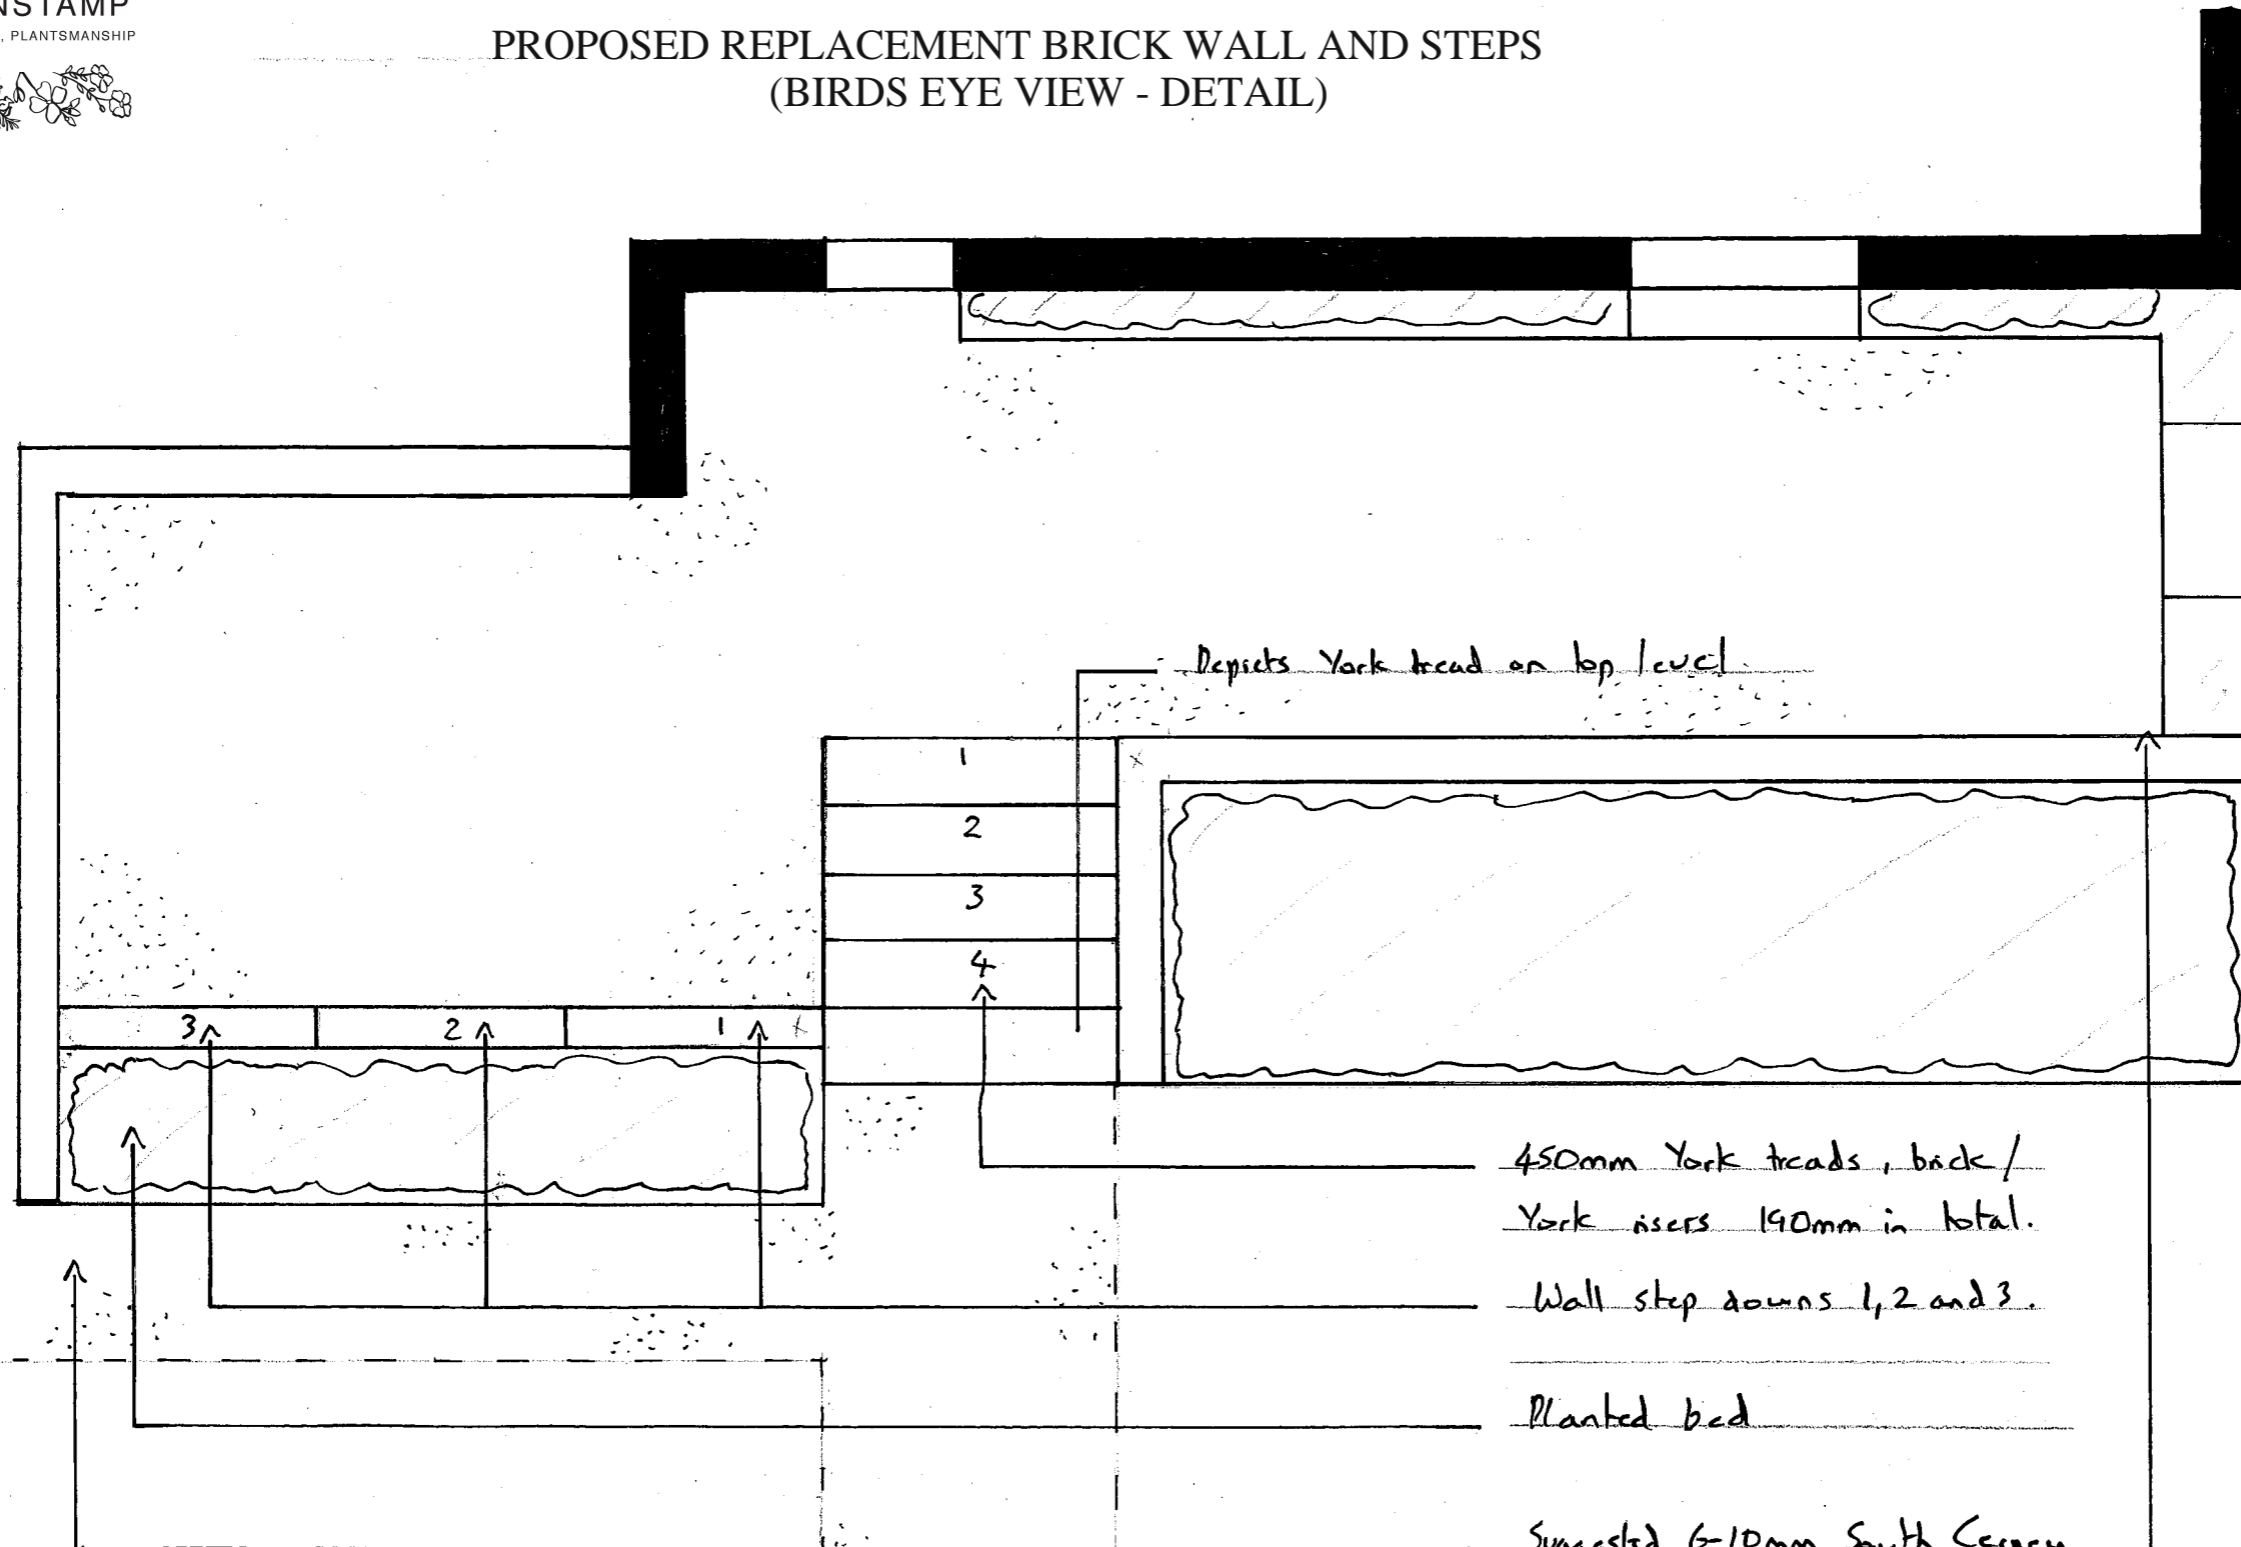 NSTAMP
, PLANTSMANSHIP
PROPOSED REPLACEMENT BRICK WALL AND STEPS
(BIRDS EYE VIEW - DETAIL)
Depicts York tread on top level
1
2
3
4
3 2 1
450mm York treads, brick/
York risers 190mm in total.
Wall step downs 1, 2 and 3.
Planted bed
Suggested 6-10mm South Cerney